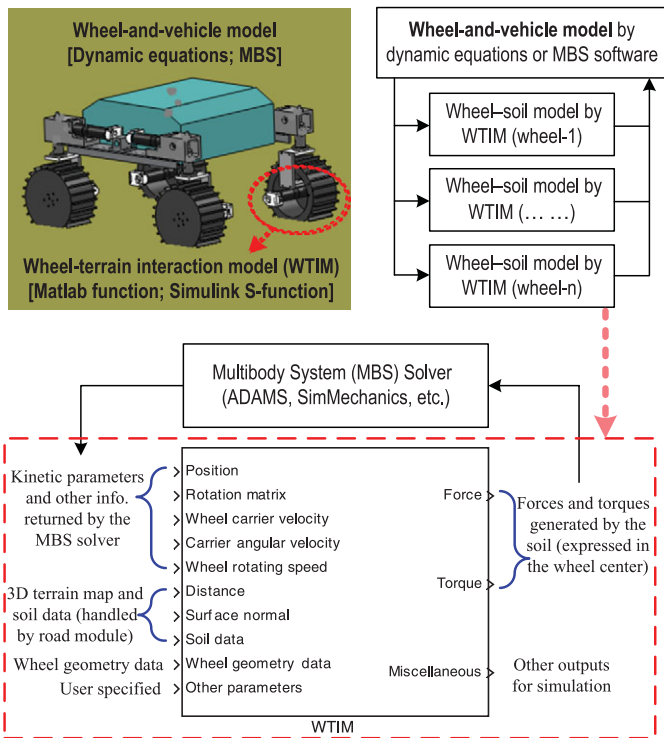 Wheel-and-vehicle model
[Dynamic equations; MBS]
Wheel-terrain interaction model (WTIM)
[Matlab function; Simulink S-function]
Wheel-and-vehicle model by
dynamic equations or MBS software
Wheel–soil model by
WTIM (wheel-1)
Wheel–soil model by
WTIM (... ...)
Wheel–soil model by
WTIM (wheel-n)
Multibody System (MBS) Solver
(ADAMS, SimMechanics, etc.)
Kinetic parameters
and other info.
returned by the
MBS solver
3D terrain map and
soil data (handled
by road module)
Wheel geometry data
User specified
Position
Rotation matrix
Wheel carrier velocity
Carrier angular velocity
Wheel rotating speed
Distance
Surface normal
Soil data
Wheel geometry data
Other parameters
Force
Torque
Miscellaneous
WTIM
Forces and torques
generated by the
soil (expressed in
the wheel center)
Other outputs
for simulation